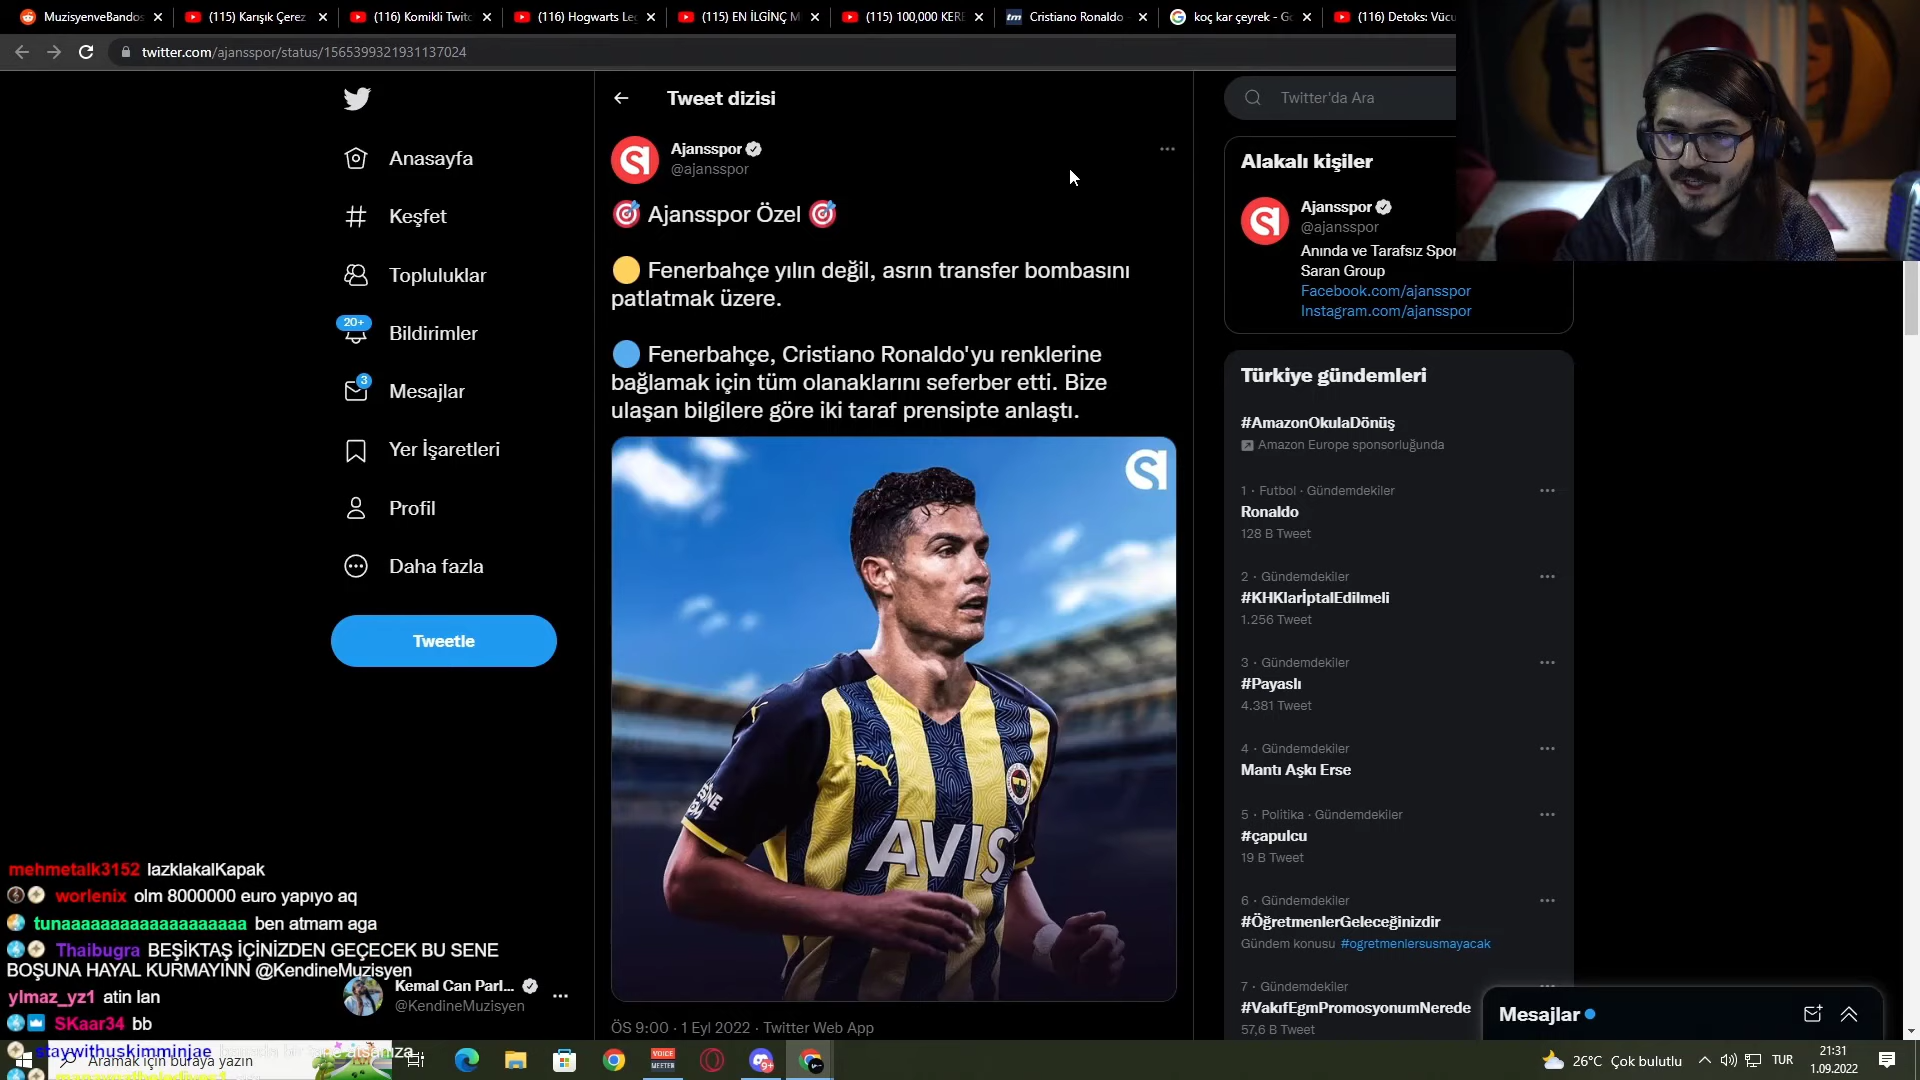 MuzisyenveBandos
(115) Karışık Çerez
(116) Komikli Twitc
(116) Hogwarts Leg
(115) EN İLGİNÇ M
(115) 100,000 KERE
Cristiano Ronaldo -
koç kar çeyrek - Go
(116) Detoks: Vücu
twitter.com/ajansspor/status/1565399321931137024
Anasayfa
Keşfet
Topluluklar
20+
Bildirimler
3
Mesajlar
Yer İşaretleri
Profil
Daha fazla
Tweetle
Kemal Can Parl...
@KendineMuzisyen
Tweet dizisi
Ajansspor
@ajansspor
Ajansspor Özel
Fenerbahçe yılın değil, asrın transfer bombasını
patlatmak üzere.
Fenerbahçe, Cristiano Ronaldo'yu renklerine
bağlamak için tüm olanaklarını seferber etti. Bize
ulaşan bilgilere göre iki taraf prensipte anlaştı.
AVIS
ÖS 9:00 · 1 Eyl 2022 · Twitter Web App
Twitter'da Ara
Alakalı kişiler
Ajansspor
@ajansspor
Anında ve Tarafsız Spor
Saran Group
Facebook.com/ajansspor
Instagram.com/ajansspor
Türkiye gündemleri
#AmazonOkulaDönüş
Amazon Europe sponsorluğunda
1 · Futbol · Gündemdekiler
Ronaldo
128 B Tweet
2 · Gündemdekiler
#KHKlarİptalEdilmeli
1.256 Tweet
3 · Gündemdekiler
#Payaslı
4.381 Tweet
4 · Gündemdekiler
Mantı Aşkı Erse
5 · Politika · Gündemdekiler
#çapulcu
19 B Tweet
6 · Gündemdekiler
#ÖğretmenlerGeleceğinizdir
Gündem konusu #ogretmenlersusmayacak
7 · Gündemdekiler
#VakıfEgmPromosyonumNerede
57,6 B Tweet
Mesajlar
mehmetalk3152 lazklakalKapak
worlenix olm 8000000 euro yapıyo aq
tunaaaaaaaaaaaaaaaaaaa ben atmam aga
Thaibugra BEŞİKTAŞ İÇİNİZDEN GEÇECEK BU SENE
BOŞUNA HAYAL KURMAYINN @KendineMuzisyen
ylmaz_yz1 atin lan
SKaar34 bb
staywithuskimminjae
Aramak için buraya yazın
VOICE
MEETER
9+
26°C Çok bulutlu
TUR
21:31
1.09.2022